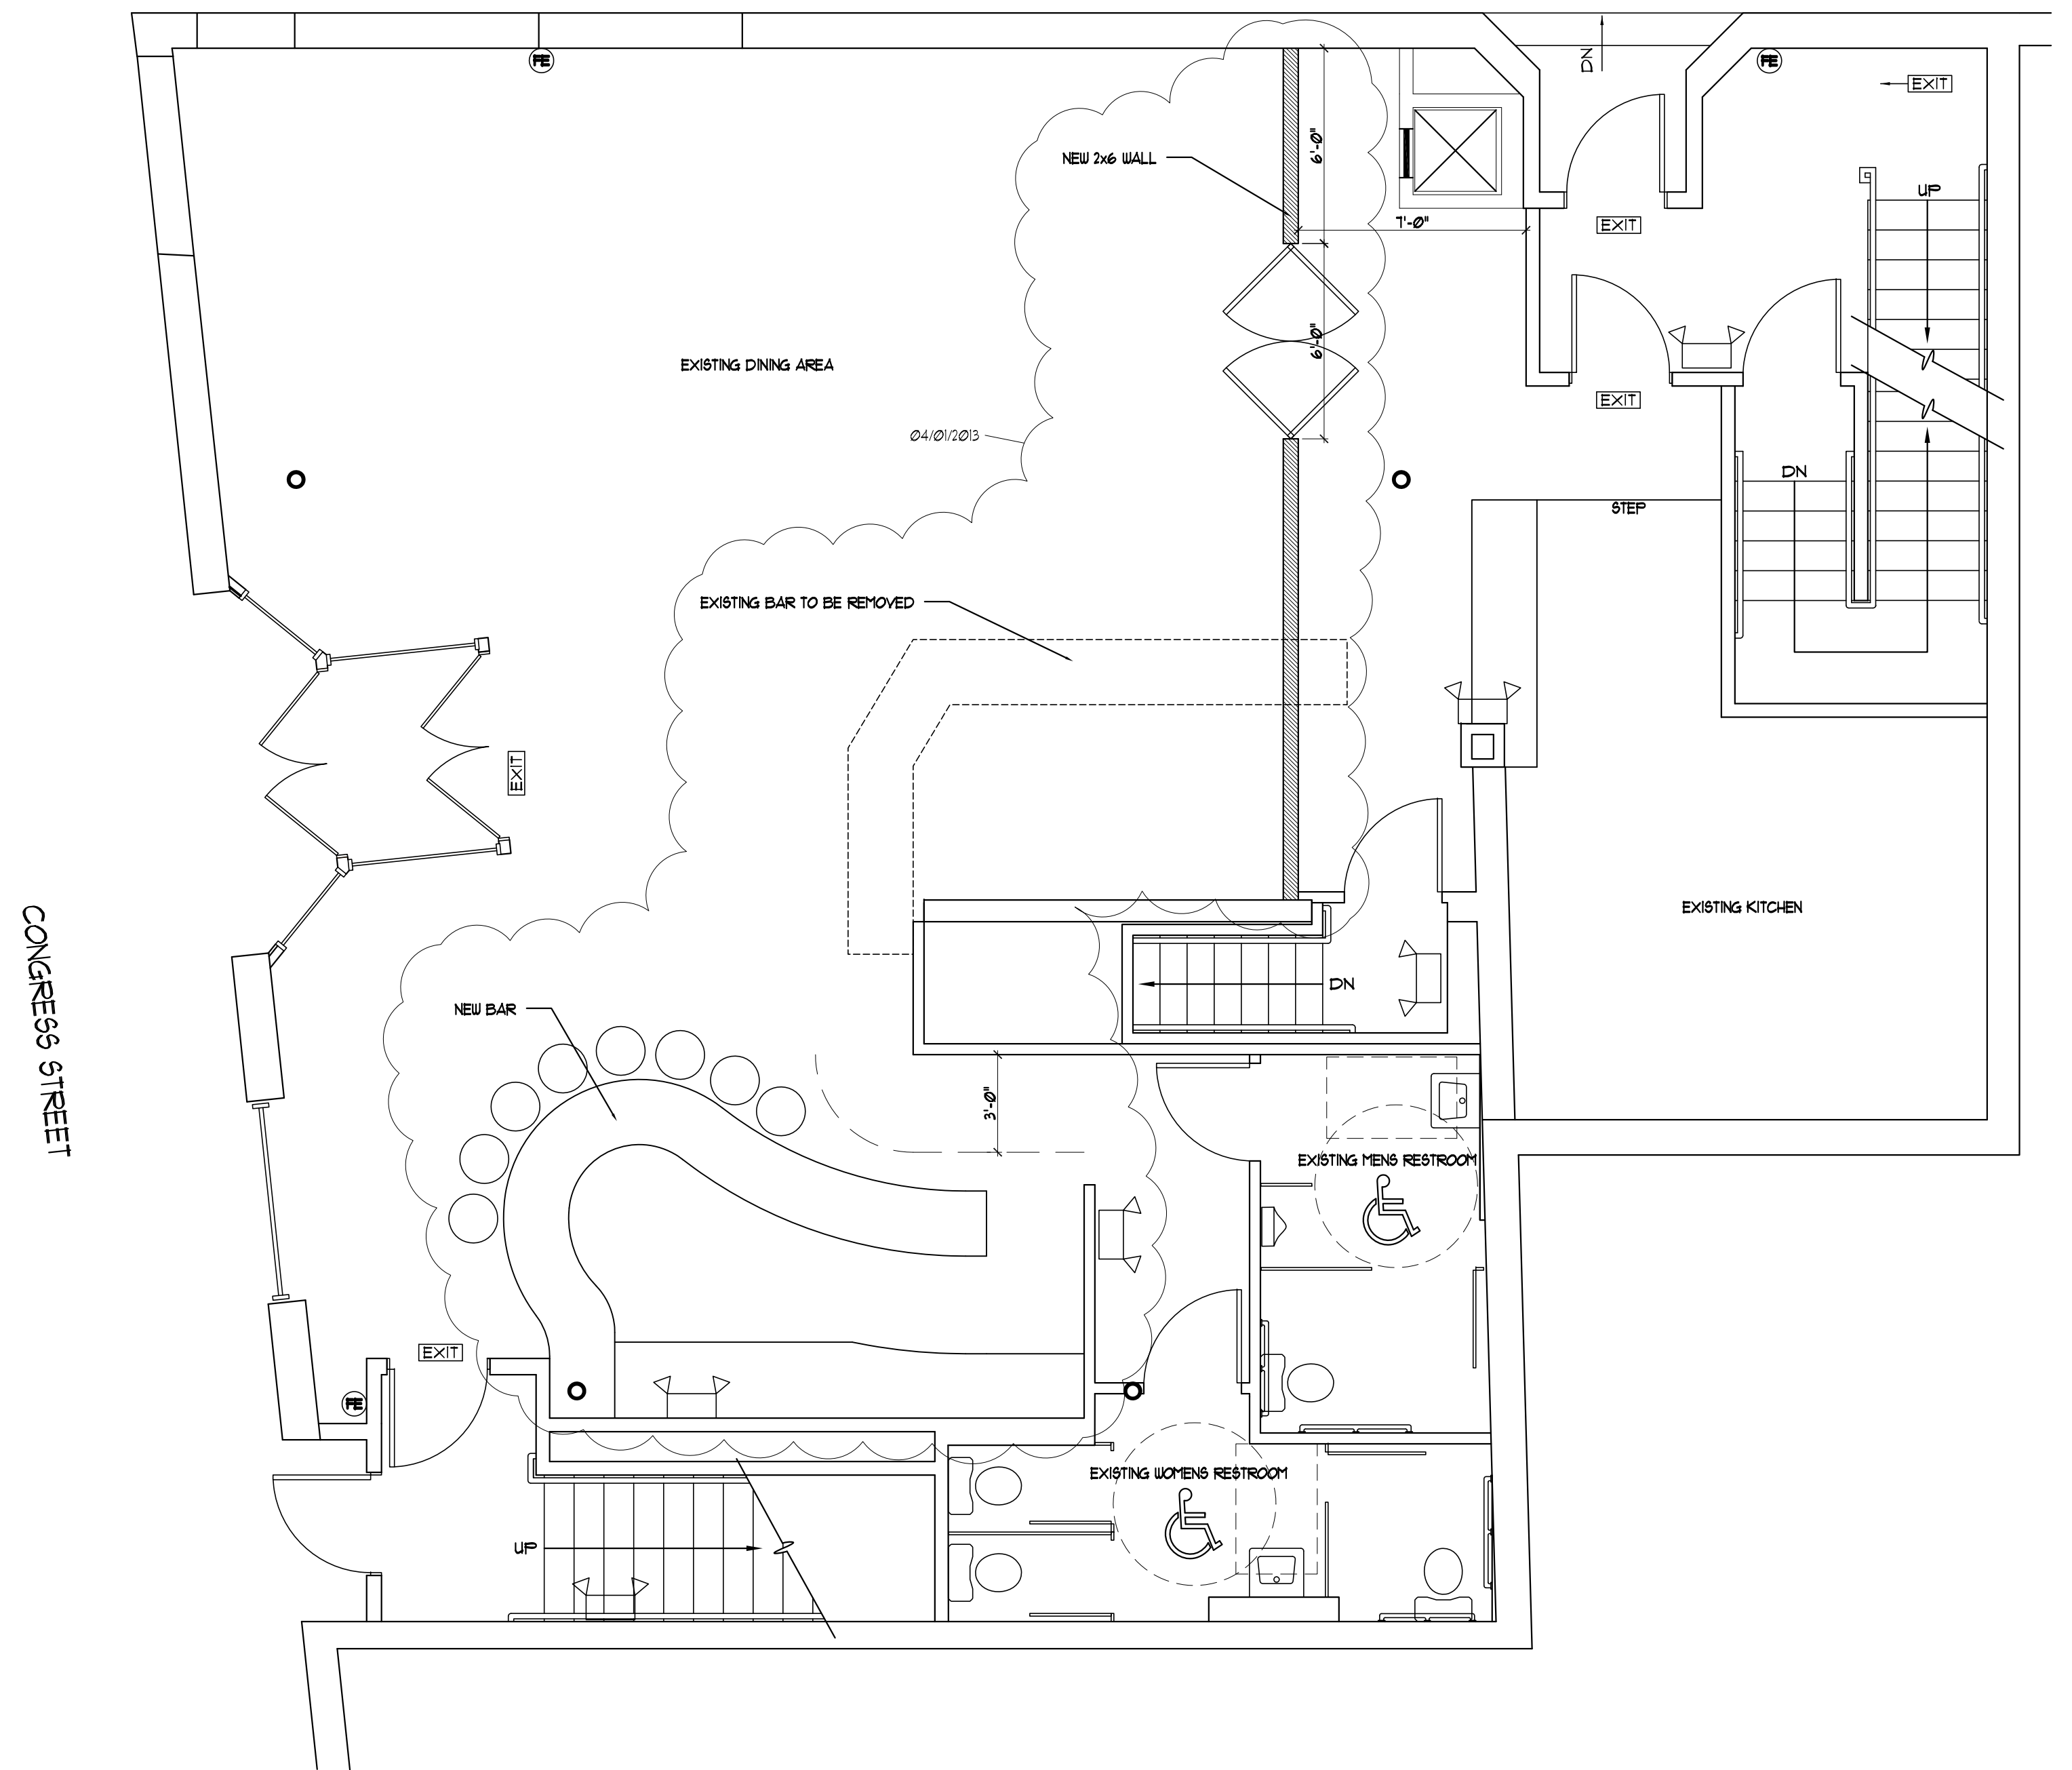 DN
FE
FE
EXIT
NEW 2x6 WALL
6'-0"
UP
7'-0"
EXIT
6'-0"
EXISTING DINING AREA
EXIT
04/01/2013
DN
STEP
EXISTING BAR TO BE REMOVED
EXIT
EXISTING KITCHEN
CONGRESS STREET
DN
NEW BAR
3'-0"
EXISTING MENS RESTROOM
EXIT
FE
EXISTING WOMENS RESTROOM
UP